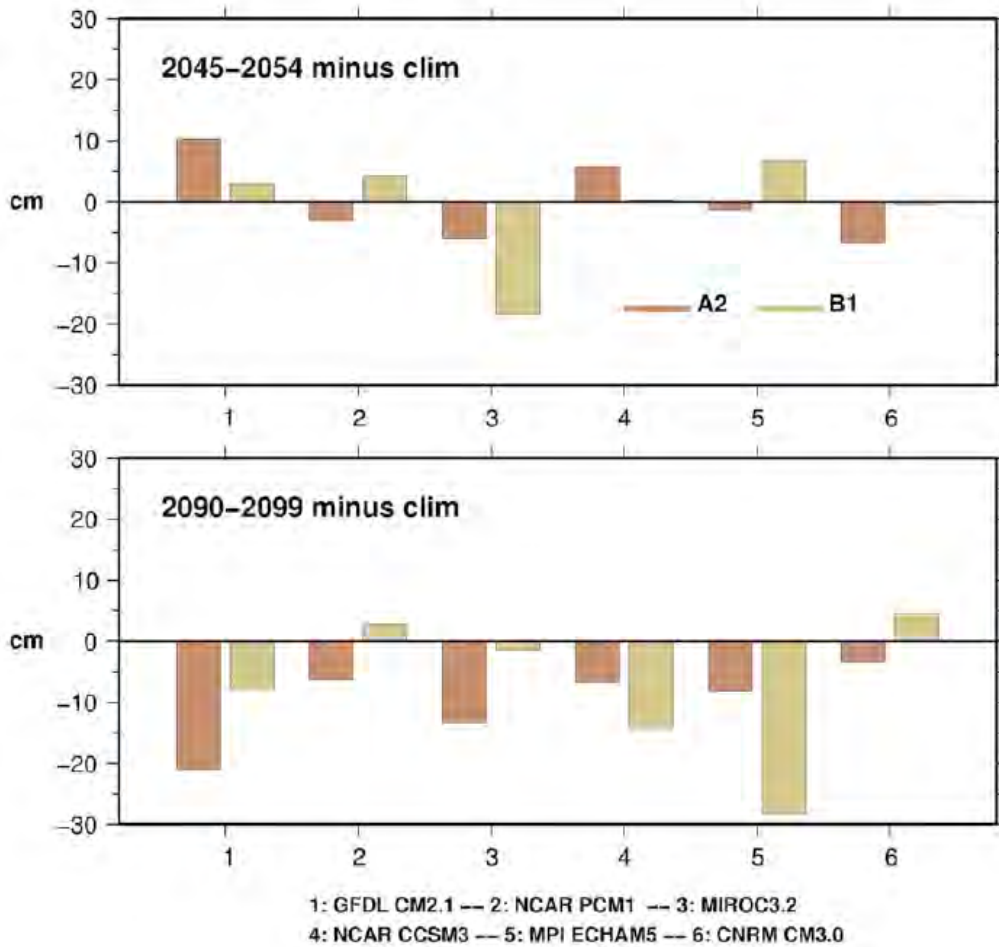 30
2045–2054 minus clim
20
10
cm
0
−10
A2
B1
−20
−30
1 2 3 4 5 6
30
2090–2099 minus clim
20
10
cm
0
−10
−20
−30
1 2 3 4 5 6
1: GFDL CM2.1 –– 2: NCAR PCM1 –– 3: MIROC3.2
4: NCAR CCSM3 –– 5: MPI ECHAM5 –– 6: CNRM CM3.0